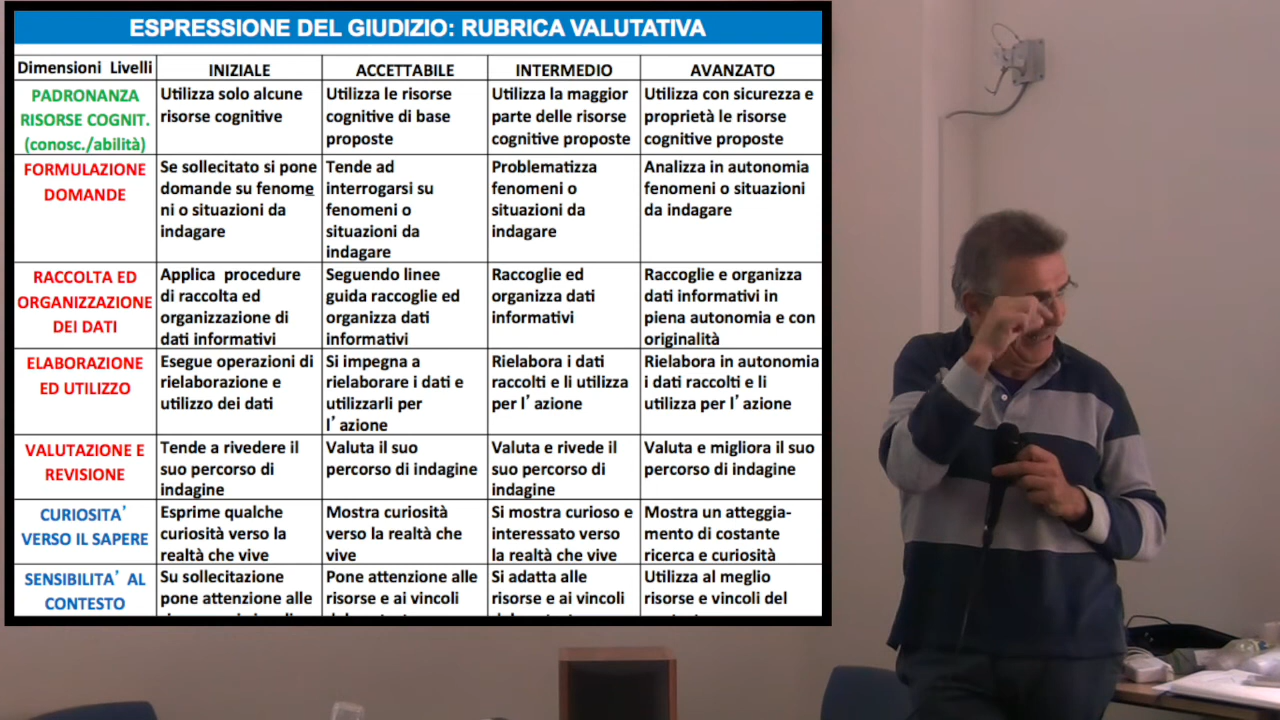 ESPRESSIONE DEL GIUDIZIO: RUBRICA VALUTATIVA
Dimensioni Livelli
INIZIALE
ACCETTABILE
INTERMEDIO
AVANZATO
PADRONANZA
RISORSE COGNIT.
(conosc./abilità)
Utilizza solo alcune
risorse cognitive
Utilizza le risorse
cognitive di base
proposte
Utilizza la maggior
parte delle risorse
cognitive proposte
Utilizza con sicurezza e
proprietà le risorse
cognitive proposte
FORMULAZIONE
DOMANDE
Se sollecitato si pone
domande su fenome
ni o situazioni da
indagare
Tende ad
interrogarsi su
fenomeni o
situazioni da
indagare
Problematizza
fenomeni o
situazioni da
indagare
Analizza in autonomia
fenomeni o situazioni
da indagare
RACCOLTA ED
ORGANIZZAZIONE
DEI DATI
Applica procedure
di raccolta ed
organizzazione di
dati informativi
Seguendo linee
guida raccoglie ed
organizza dati
informativi
Raccoglie ed
organizza dati
informativi
Raccoglie e organizza
dati informativi in
piena autonomia e con
originalità
ELABORAZIONE
ED UTILIZZO
Esegue operazioni di
rielaborazione e
utilizzo dei dati
Si impegna a
rielaborare i dati e
utilizzarli per
l’ azione
Rielabora i dati
raccolti e li utilizza
per l’ azione
Rielabora in autonomia
i dati raccolti e li
utilizza per l’ azione
VALUTAZIONE E
REVISIONE
Tende a rivedere il
suo percorso di
indagine
Valuta il suo
percorso di indagine
Valuta e rivede il
suo percorso di
indagine
Valuta e migliora il suo
percorso di indagine
CURIOSITA’
VERSO IL SAPERE
Esprime qualche
curiosità verso la
realtà che vive
Mostra curiosità
verso la realtà che
vive
Si mostra curioso e
interessato verso
la realtà che vive
Mostra un atteggia-
mento di costante
ricerca e curiosità
SENSIBILITA’ AL
CONTESTO
Su sollecitazione
pone attenzione alle
Pone attenzione alle
risorse e ai vincoli
Si adatta alle
risorse e ai vincoli
Utilizza al meglio
risorse e vincoli del